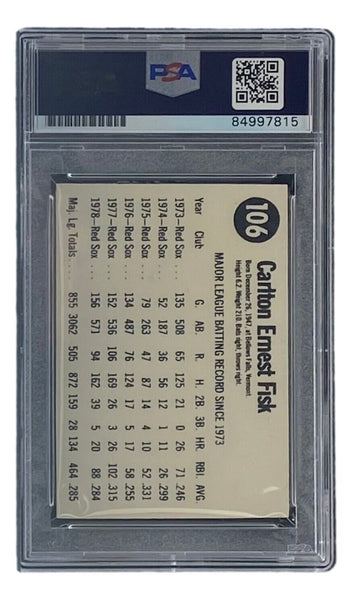 PSA
84997815
106
Carlton Ernest Fisk
Born December 26, 1947, at Bellows Falls, Vermont
Height 6.2. Weight 210. Bats right, throws right.
MAJOR LEAGUE BATTING RECORD SINCE 1973
Year Club G. AB. R. H. 2B 3B. HR RBI. AVG
1973—Red Sox ... 135 508 65 125 21 0 26 71 .246
1974—Red Sox ... 52 187 36 56 12 1 11 26 .299
1975—Red Sox ... 79 263 47 87 14 4 10 52 .331
1976—Red Sox ... 134 487 76 124 17 5 17 58 .255
1977—Red Sox ... 152 536 106 169 26 3 26 102 .315
1978—Red Sox ... 156 571 94 162 39 5 20 88 .284
Maj. Lg. Totals ... 855 3062 505 872 159 28 134 464 .285